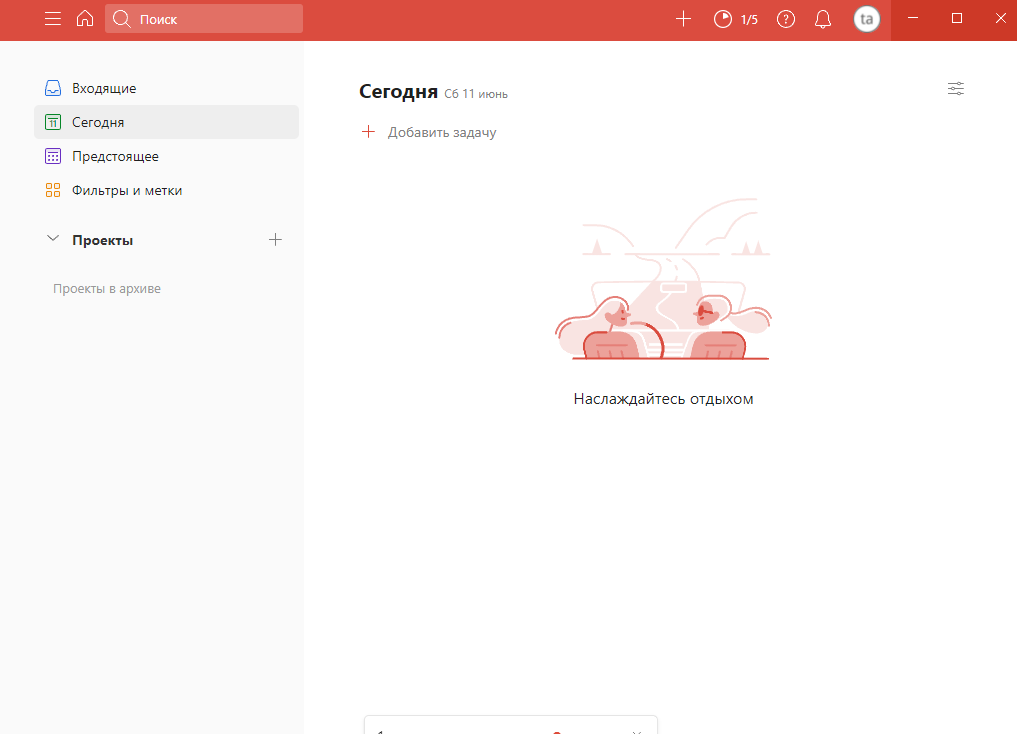 Поиск
1/5
?
ta
Входящие
11 Сегодня
Предстоящее
Фильтры и метки
Проекты
Проекты в архиве
Сегодня Сб 11 июнь
Добавить задачу
Наслаждайтесь отдыхом